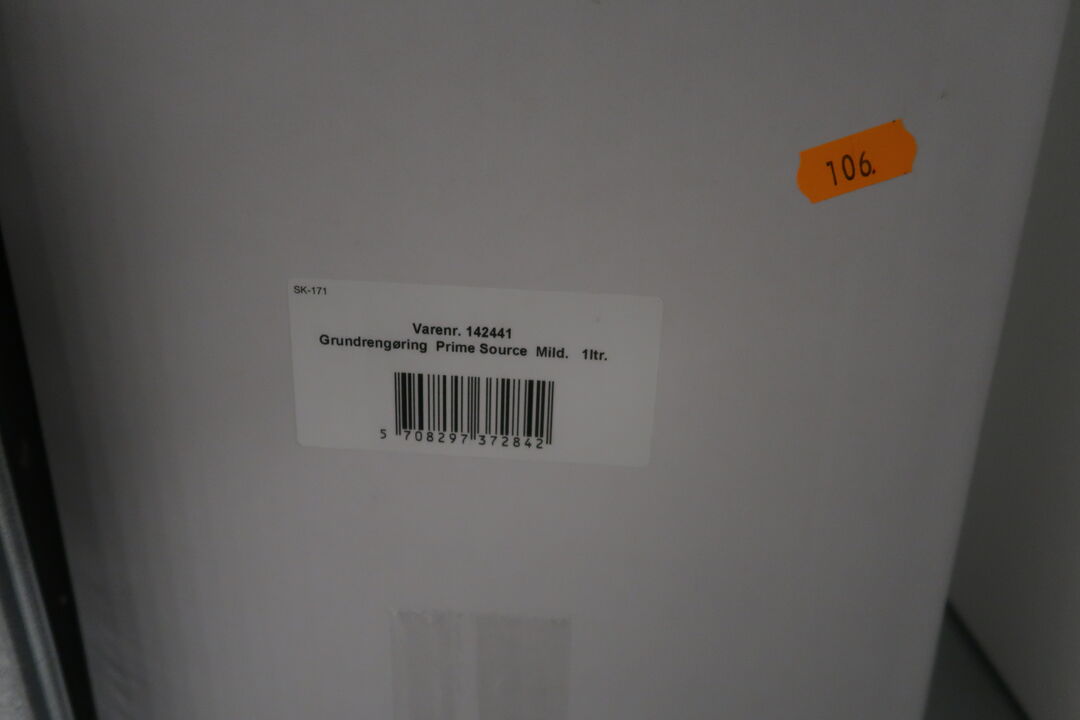 106.
SK-171
Varenr. 142441
Grundrengøring Prime Source Mild. 1ltr.
5 708297 372842